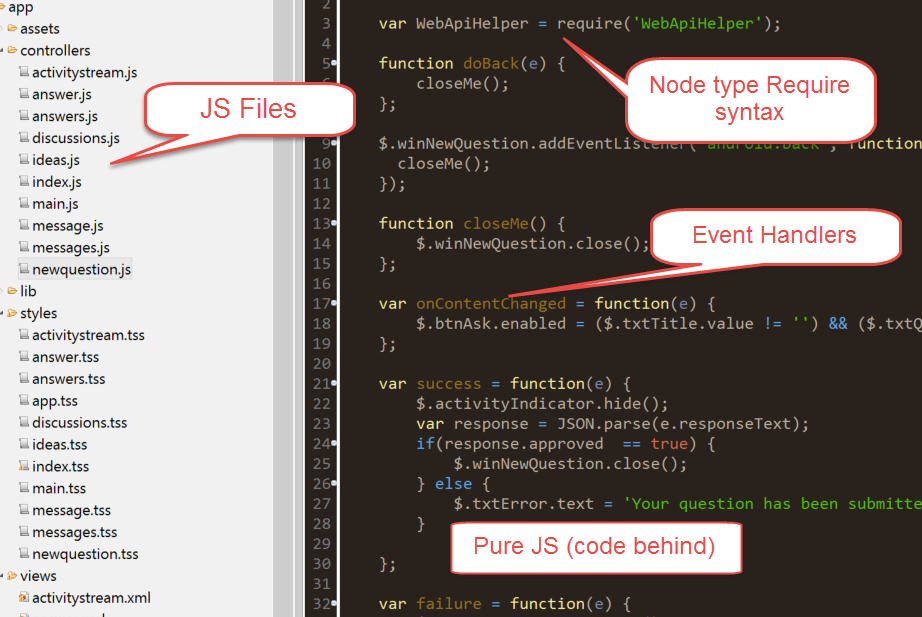 app
assets
controllers
activitystream.js
answer.js
answers.js
discussions.js
ideas.js
index.js
main.js
message.js
messages.js
newquestion.js
lib
styles
activitystream.tss
answer.tss
answers.tss
app.tss
discussions.tss
ideas.tss
index.tss
main.tss
message.tss
messages.tss
newquestion.tss
views
activitystream.xml
JS Files
2
3 var WebApiHelper = require('WebApiHelper');
4
5 function doBack(e) {
6 closeMe();
};
Node type Require
syntax
9 $.winNewQuestion.addEventListener('android:back', function
10 closeMe();
11 });
12
13 function closeMe() {
14 $.winNewQuestion.close();
15 };
16
Event Handlers
17 var onContentChanged = function(e) {
18 $.btnAsk.enabled = ($.txtTitle.value != '') && ($.txtQ
19 };
20
21 var success = function(e) {
22 $.activityIndicator.hide();
23 var response = JSON.parse(e.responseText);
24 if(response.approved == true) {
25 $.winNewQuestion.close();
26 } else {
27 $.txtError.text = 'Your question has been submitte
28 }
29
30 };
Pure JS (code behind)
31
32 var failure = function(e) {